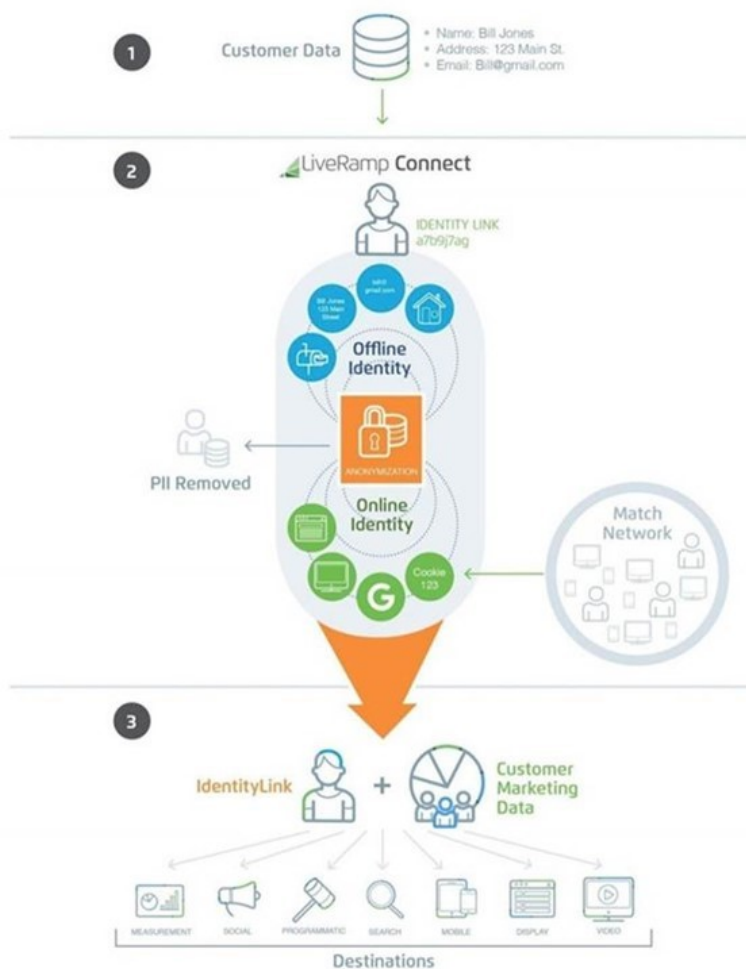 1
Customer Data
• Name: Bill Jones
• Address: 123 Main St.
• Email: Bill@gmail.com
2
LiveRamp Connect
IDENTITY LINK
a7b9j7ag
gmail.com
Bill Jones
123 Main
Street
Offline
Identity
ANONYMIZATION
PII Removed
Online
Identity
Match
Network
Cookie
123
G
3
IdentityLink
+
Customer
Marketing
Data
MEASUREMENT
SOCIAL
PROGRAMMATIC
SEARCH
MOBILE
DISPLAY
VIDEO
Destinations